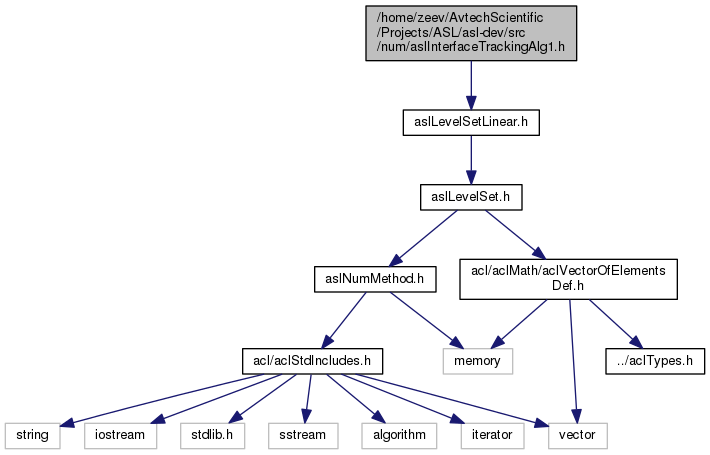 /home/zeev/AvtechScientific
/Projects/ASL/asl-dev/src
/num/aslInterfaceTrackingAlg1.h
aslLevelSetLinear.h
aslLevelSet.h
aslNumMethod.h
acl/aclMath/aclVectorOfElements
Def.h
acl/aclStdIncludes.h
memory
../aclTypes.h
string
iostream
stdlib.h
sstream
algorithm
iterator
vector